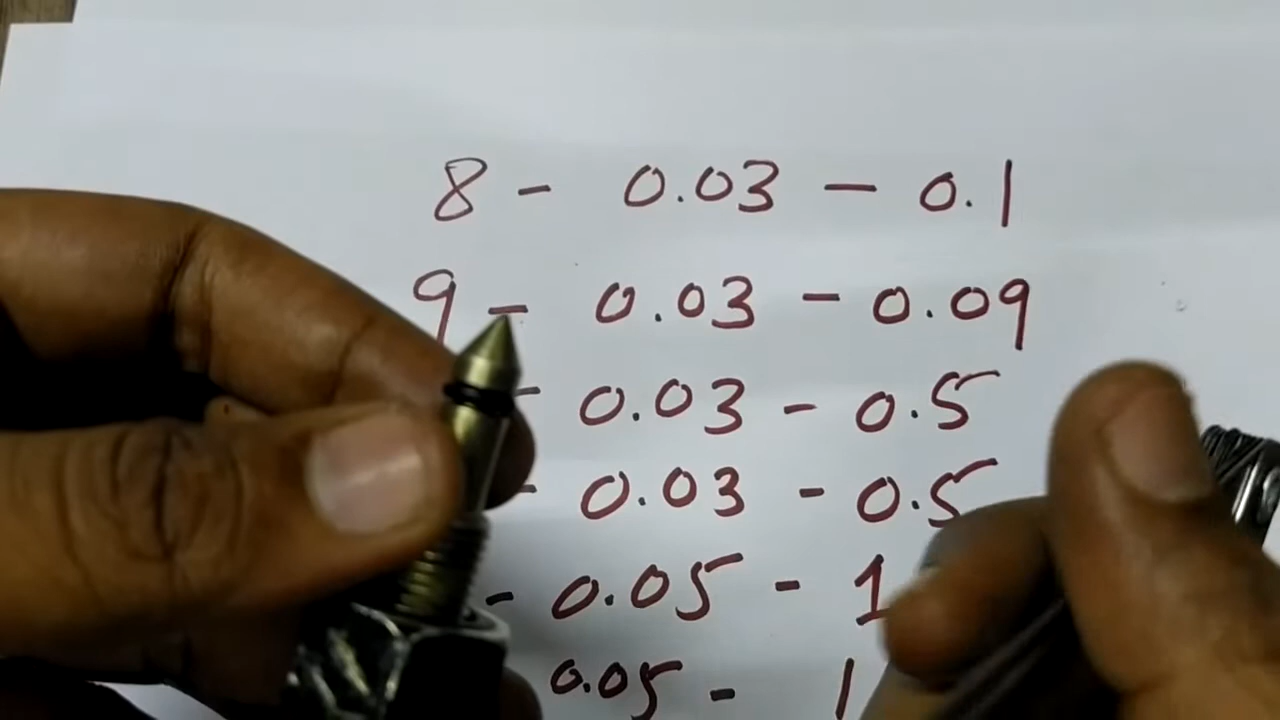 8 - 0.03 - 0.1
9 - 0.03 - 0.09
- 0.03 - 0.5
- 0.03 - 0.5
- 0.05 - 1
0.05 - 1